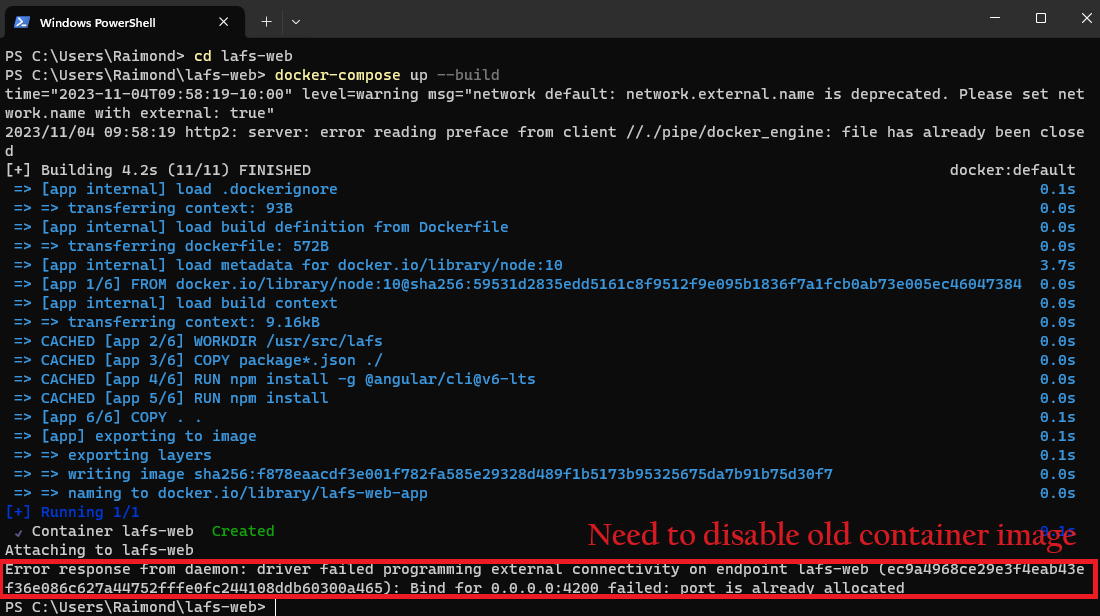 Windows PowerShell
PS C:\Users\Raimond> cd lafs-web
PS C:\Users\Raimond\lafs-web> docker-compose up --build
time="2023-11-04T09:58:19-10:00" level=warning msg="network default: network.external.name is deprecated. Please set net
work.name with external: true"
2023/11/04 09:58:19 http2: server: error reading preface from client //./pipe/docker_engine: file has already been close
d
[+] Building 4.2s (11/11) FINISHED docker:default
=> [app internal] load .dockerignore 0.1s
=> => transferring context: 93B 0.0s
=> [app internal] load build definition from Dockerfile 0.0s
=> => transferring dockerfile: 572B 0.0s
=> [app internal] load metadata for docker.io/library/node:10 3.7s
=> [app 1/6] FROM docker.io/library/node:10@sha256:59531d2835edd5161c8f9512f9e095b1836f7a1fcb0ab73e005ec46047384 0.0s
=> [app internal] load build context 0.0s
=> => transferring context: 9.16kB 0.0s
=> CACHED [app 2/6] WORKDIR /usr/src/lafs 0.0s
=> CACHED [app 3/6] COPY package*.json ./ 0.0s
=> CACHED [app 4/6] RUN npm install -g @angular/cli@v6-lts 0.0s
=> CACHED [app 5/6] RUN npm install 0.0s
=> [app 6/6] COPY . . 0.1s
=> [app] exporting to image 0.1s
=> => exporting layers 0.1s
=> => writing image sha256:f878eaacdf3e001f782fa585e29328d489f1b5173b95325675da7b91b75d30f7 0.0s
=> => naming to docker.io/library/lafs-web-app 0.0s
[+] Running 1/1
✓ Container lafs-web Created 0.1s
Need to disable old container image
Attaching to lafs-web
Error response from daemon: driver failed programming external connectivity on endpoint lafs-web (ec9a4968ce29e3f4eab43e
f36e086c627a44752fffe0fc244108ddb60300a465): Bind for 0.0.0.0:4200 failed: port is already allocated
PS C:\Users\Raimond\lafs-web>